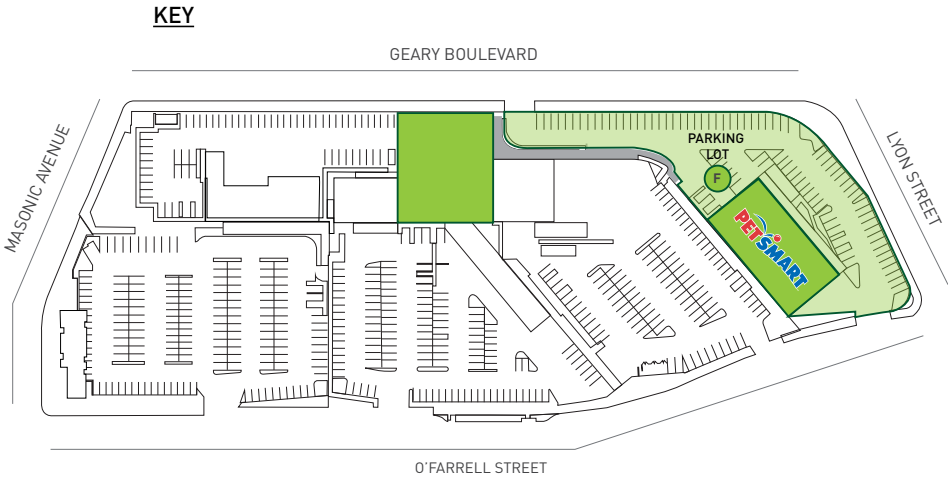 KEY
GEARY BOULEVARD
MASONIC AVENUE
LYON STREET
PARKING
LOT
F
PETSMART
O'FARRELL STREET